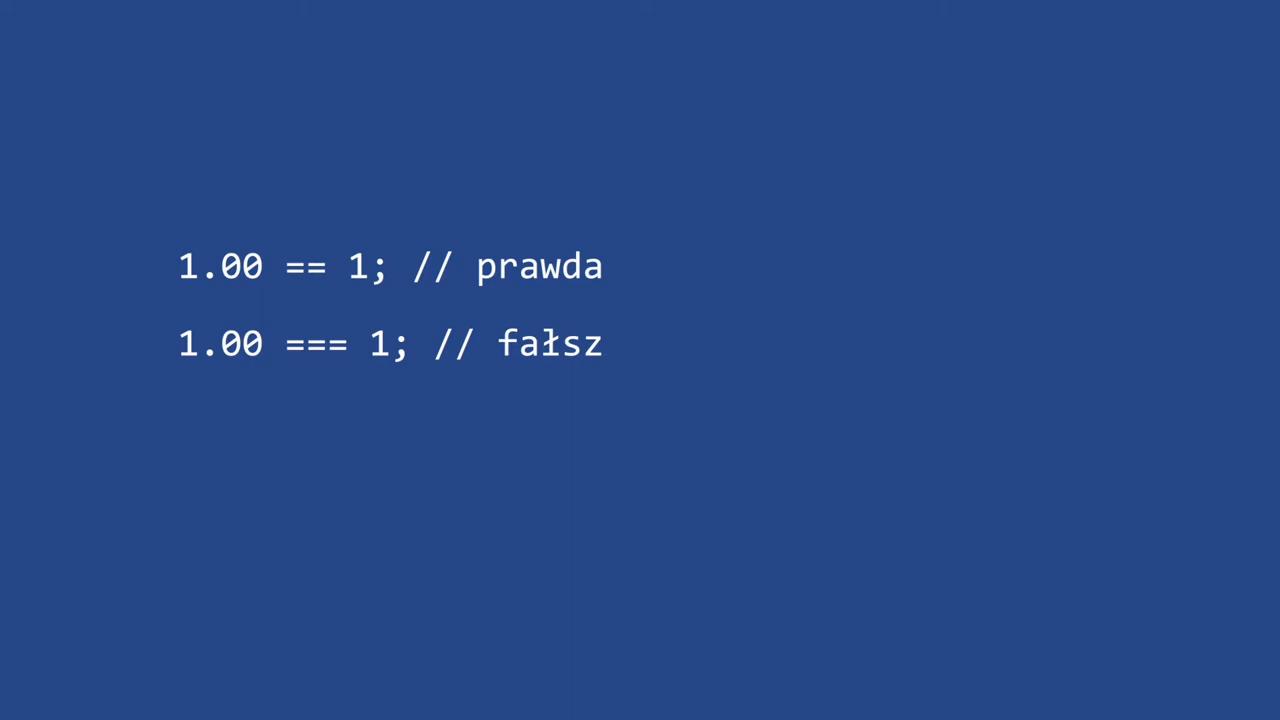 1.00 == 1; // prawda
1.00 === 1; // fałsz